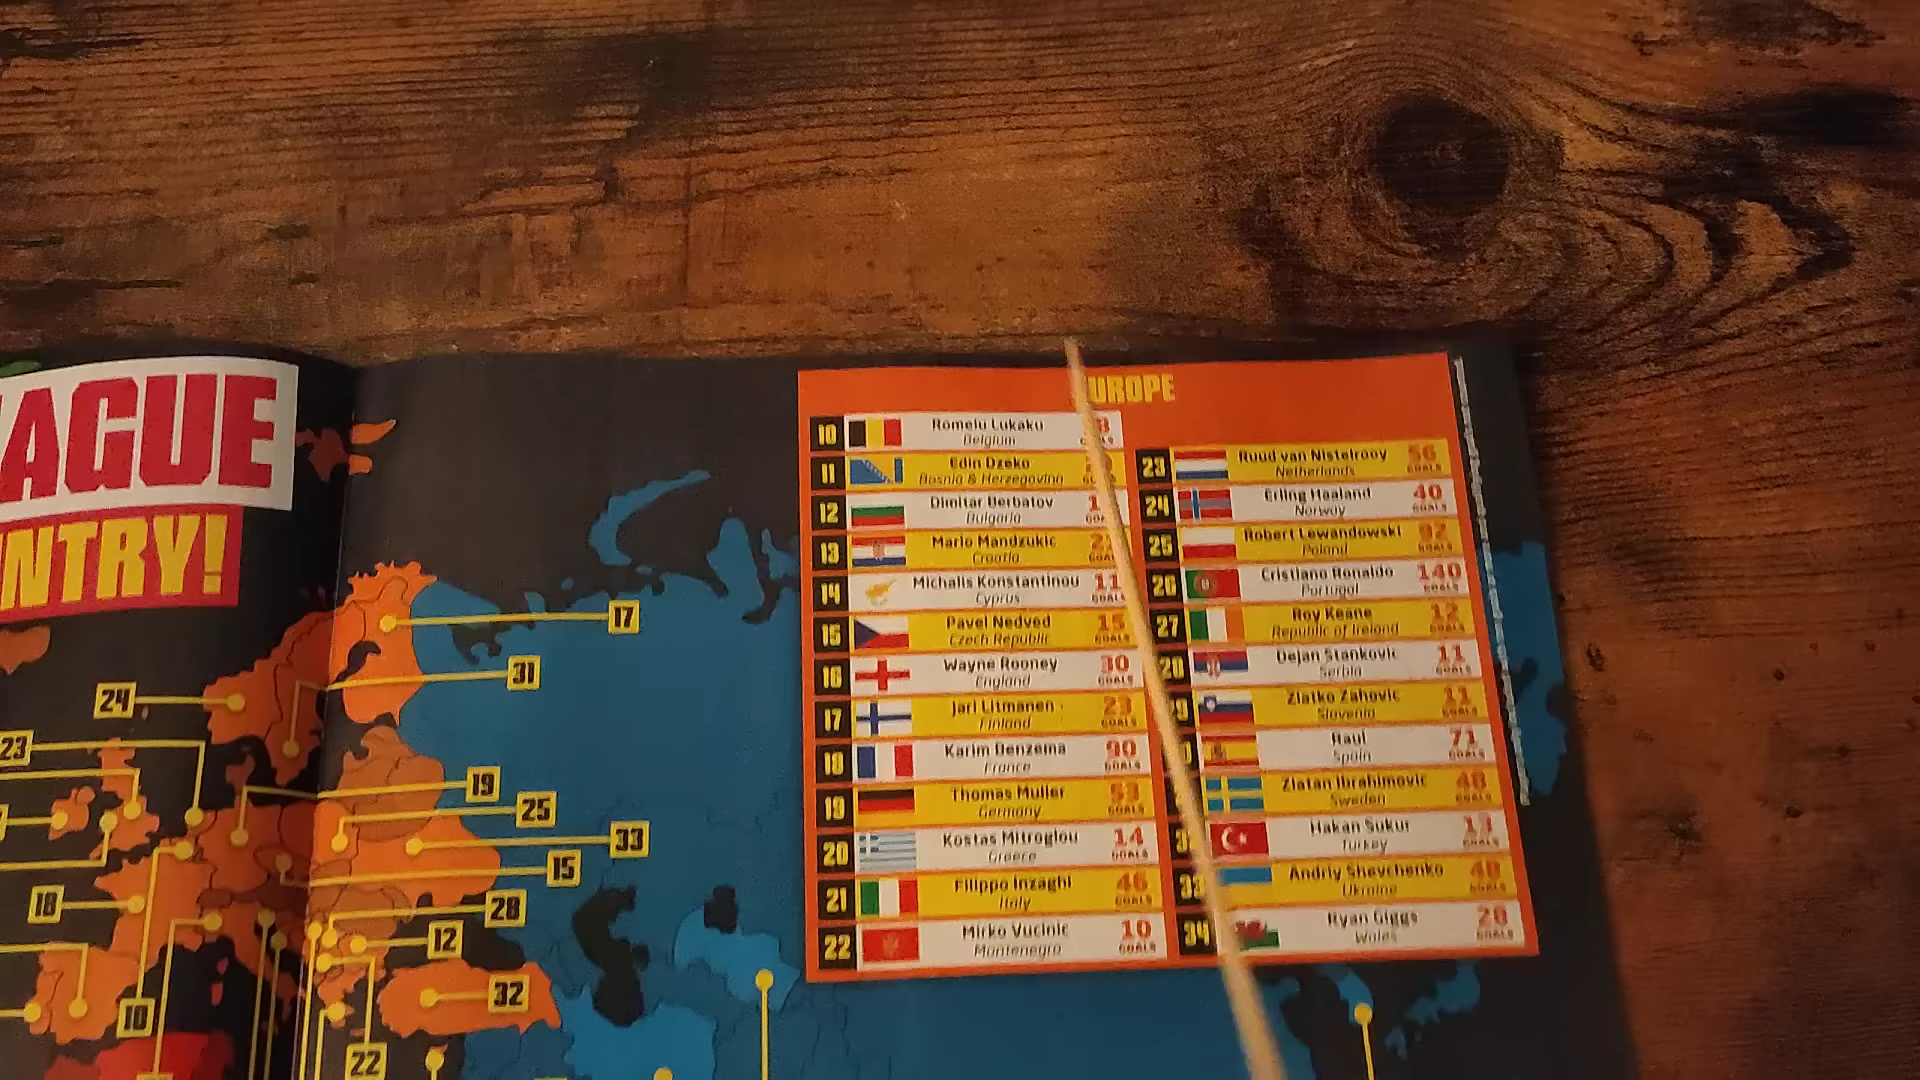 AGUE
NTRY!
EUROPE
10 Romelu Lukaku
Belgium
11 Edin Dzeko
Bosnia & Herzegovina
12 Dimitar Berbatov
Bulgaria
13 Mario Mandzukic
Croatia
14 Michalis Konstantinou 11
Cyprus
15 Pavel Nedved 15
Czech Republic GOALS
16 Wayne Rooney 30
England GOALS
17 Jari Litmanen 23
Finland GOALS
18 Karim Benzema 90
France GOALS
19 Thomas Muller 53
Germany GOALS
20 Kostas Mitroglou 14
Greece GOALS
21 Filippo Inzaghi 46
Italy GOALS
22 Mirko Vucinic 10
Montenegro GOALS
23 Ruud van Nistelrooy 56
Netherlands GOALS
24 Erling Haaland 40
Norway GOALS
25 Robert Lewandowski 92
Poland GOALS
26 Cristiano Ronaldo 140
Portugal GOALS
27 Roy Keane 12
Republic of Ireland GOALS
28 Dejan Stankovic 11
Serbia GOALS
9 Zlatko Zahovic 11
Slovenia GOALS
Raul 71
Spain GOALS
Zlatan Ibrahimovic 48
Sweden GOALS
3 Hakan Sukur 13
Turkey GOALS
33 Andriy Shevchenko 48
Ukraine GOALS
34 Ryan Giggs 28
Wales GOALS
17
31
24
23
19
25
33
15
18
28
12
32
10
22